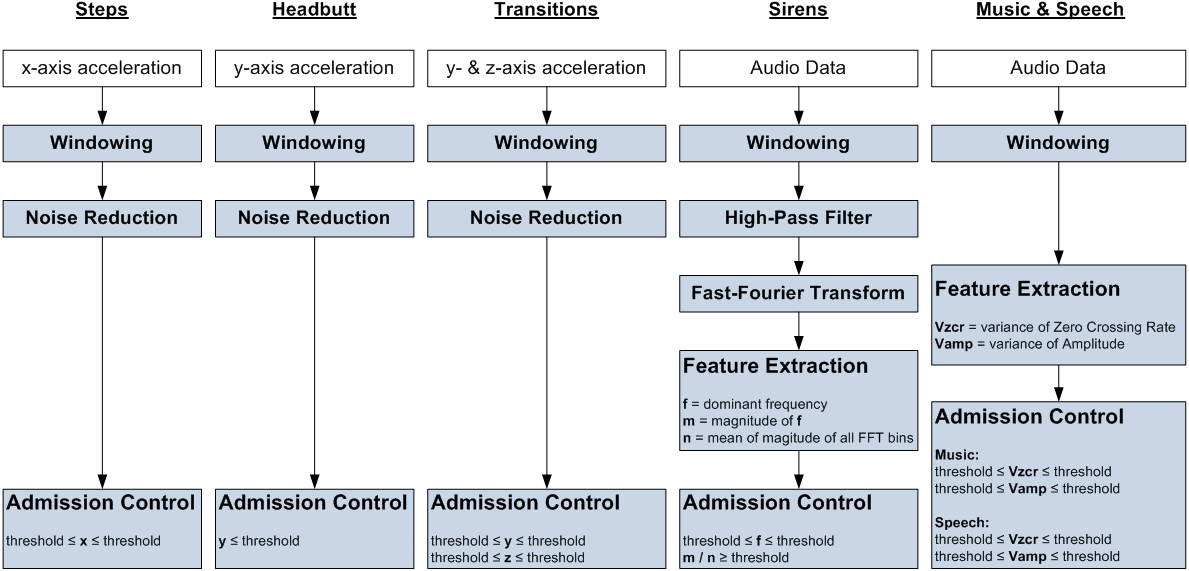 Steps
x-axis acceleration
Windowing
Noise Reduction
Admission Control
threshold ≤ x ≤ threshold
Headbutt
y-axis acceleration
Windowing
Noise Reduction
Admission Control
y ≤ threshold
Transitions
y- & z-axis acceleration
Windowing
Noise Reduction
Admission Control
threshold ≤ y ≤ threshold
threshold ≤ z ≤ threshold
Sirens
Audio Data
Windowing
High-Pass Filter
Fast-Fourier Transform
Feature Extraction
f = dominant frequency
m = magnitude of f
n = mean of magitude of all FFT bins
Admission Control
threshold ≤ f ≤ threshold
m / n ≥ threshold
Music & Speech
Audio Data
Windowing
Feature Extraction
Vzcr = variance of Zero Crossing Rate
Vamp = variance of Amplitude
Admission Control
Music:
threshold ≤ Vzcr ≤ threshold
threshold ≤ Vamp ≤ threshold
Speech:
threshold ≤ Vzcr ≤ threshold
threshold ≤ Vamp ≤ threshold